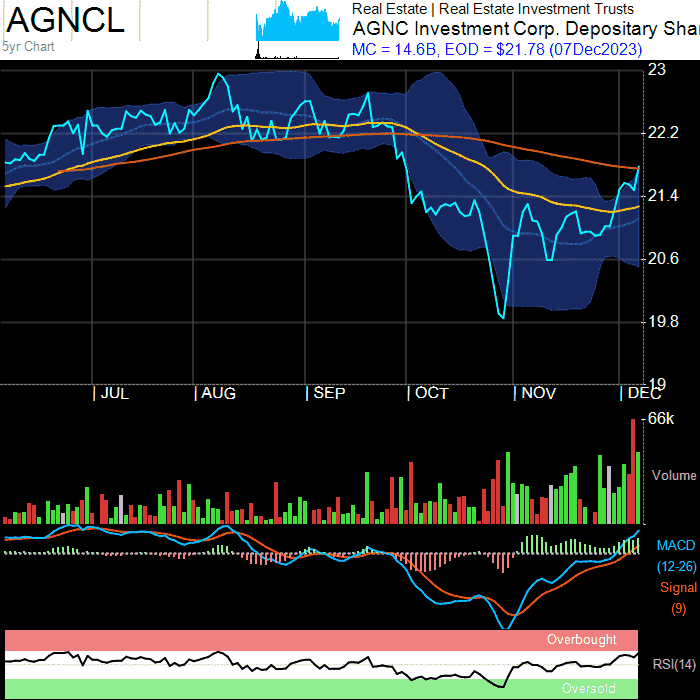 AGNCL
5yr Chart
Real Estate | Real Estate Investment Trusts
AGNC Investment Corp. Depositary Shar
MC = 14.6B, EOD = $21.78 (07Dec2023)
23
22.2
21.4
20.6
19.8
19
JUL
AUG
SEP
OCT
NOV
DEC
66k
Volume
MACD
(12-26)
Signal
(9)
Overbought
RSI(14)
Oversold